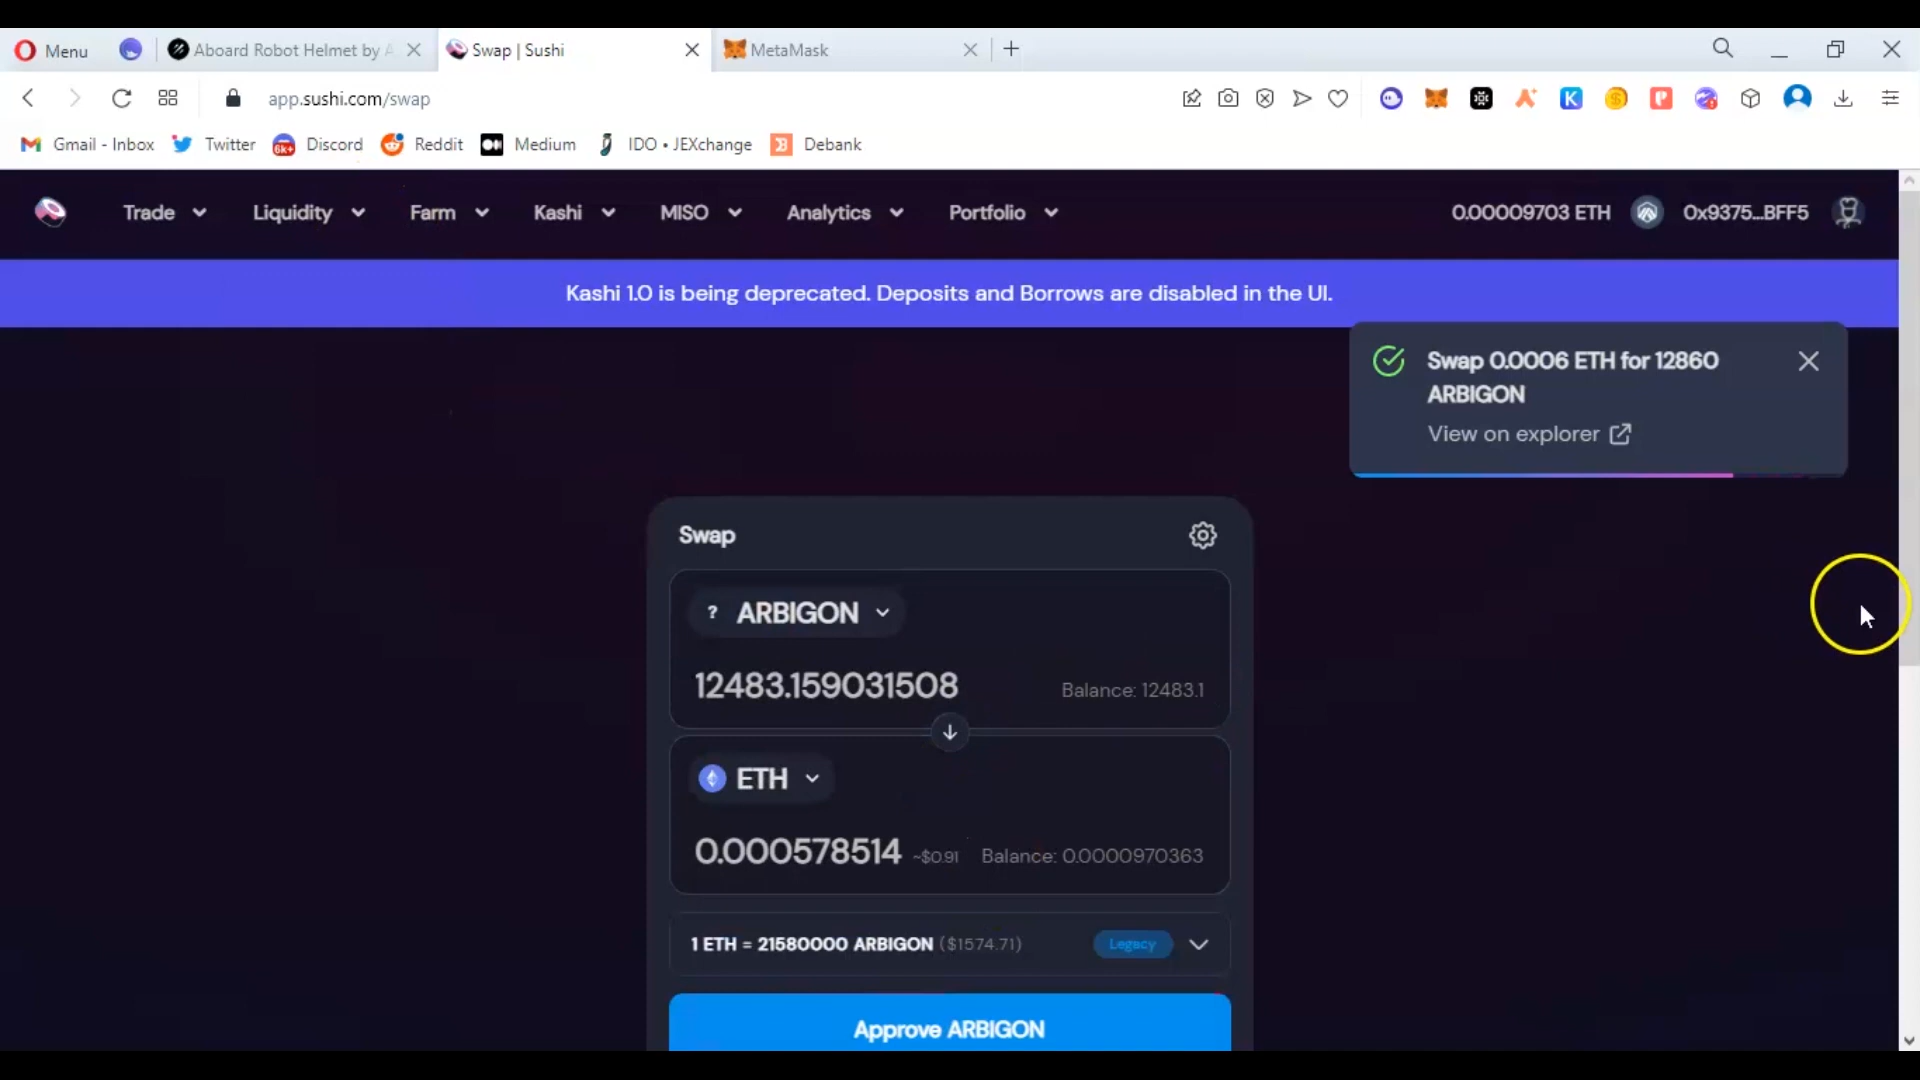 Menu
Aboard Robot Helmet by
Swap | Sushi
MetaMask
app.sushi.com/swap
Gmail - Inbox
Twitter
6k+
Discord
Reddit
Medium
IDO • JEXchange
Debank
Trade
Liquidity
Farm
Kashi
MISO
Analytics
Portfolio
0.00009703 ETH
0x9375...BFF5
Kashi 1.0 is being deprecated. Deposits and Borrows are disabled in the UI.
Swap 0.0006 ETH for 12860
ARBIGON
View on explorer
Swap
? ARBIGON
12483.159031508
Balance: 12483.1
ETH
0.000578514 ~$0.91 Balance: 0.0000970363
1 ETH = 21580000 ARBIGON ($1574.71)
Legacy
Approve ARBIGON